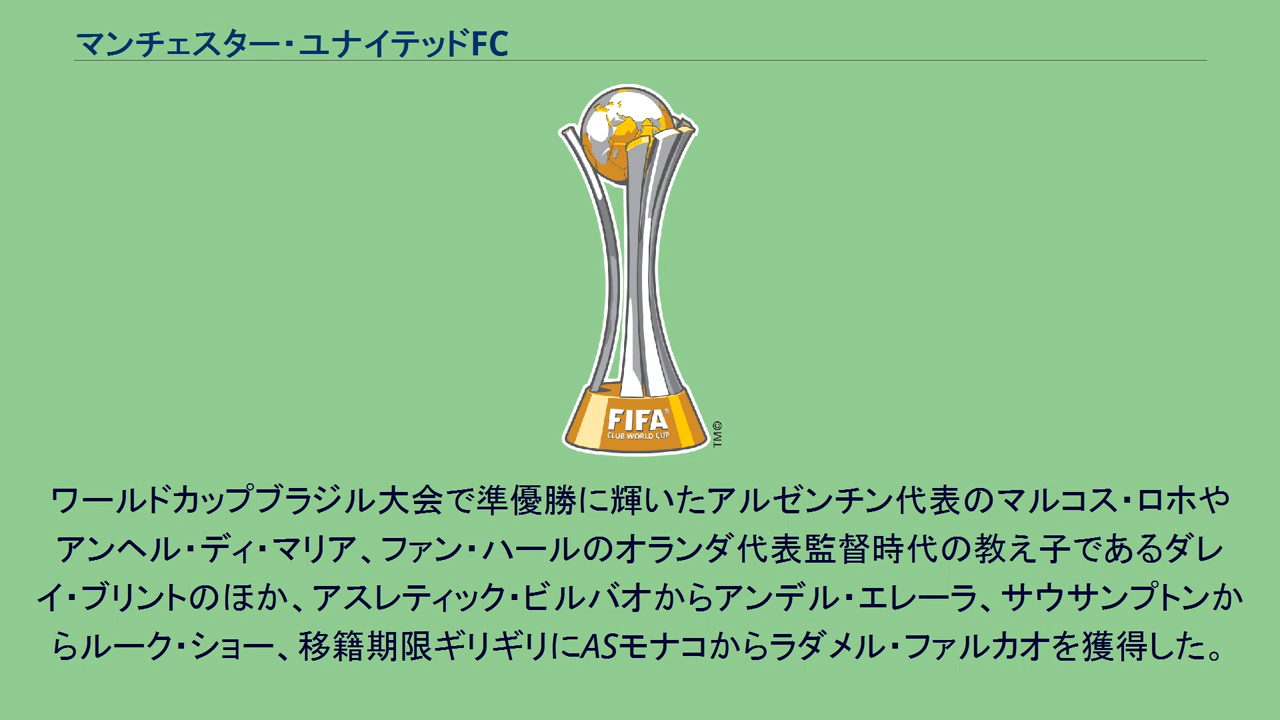 マンチェスター・ユナイテッドFC
FIFA®
CLUB WORLD CUP
TM©
ワールドカップブラジル大会で準優勝に輝いたアルゼンチン代表のマルコス・ロホや
アンヘル・ディ・マリア、ファン・ハールのオランダ代表監督時代の教え子であるダレ
イ・ブリントのほか、アスレティック・ビルバオからアンデル・エレーラ、サウサンプトンか
らルーク・ショー、移籍期限ギリギリにASモナコからラダメル・ファルカオを獲得した。